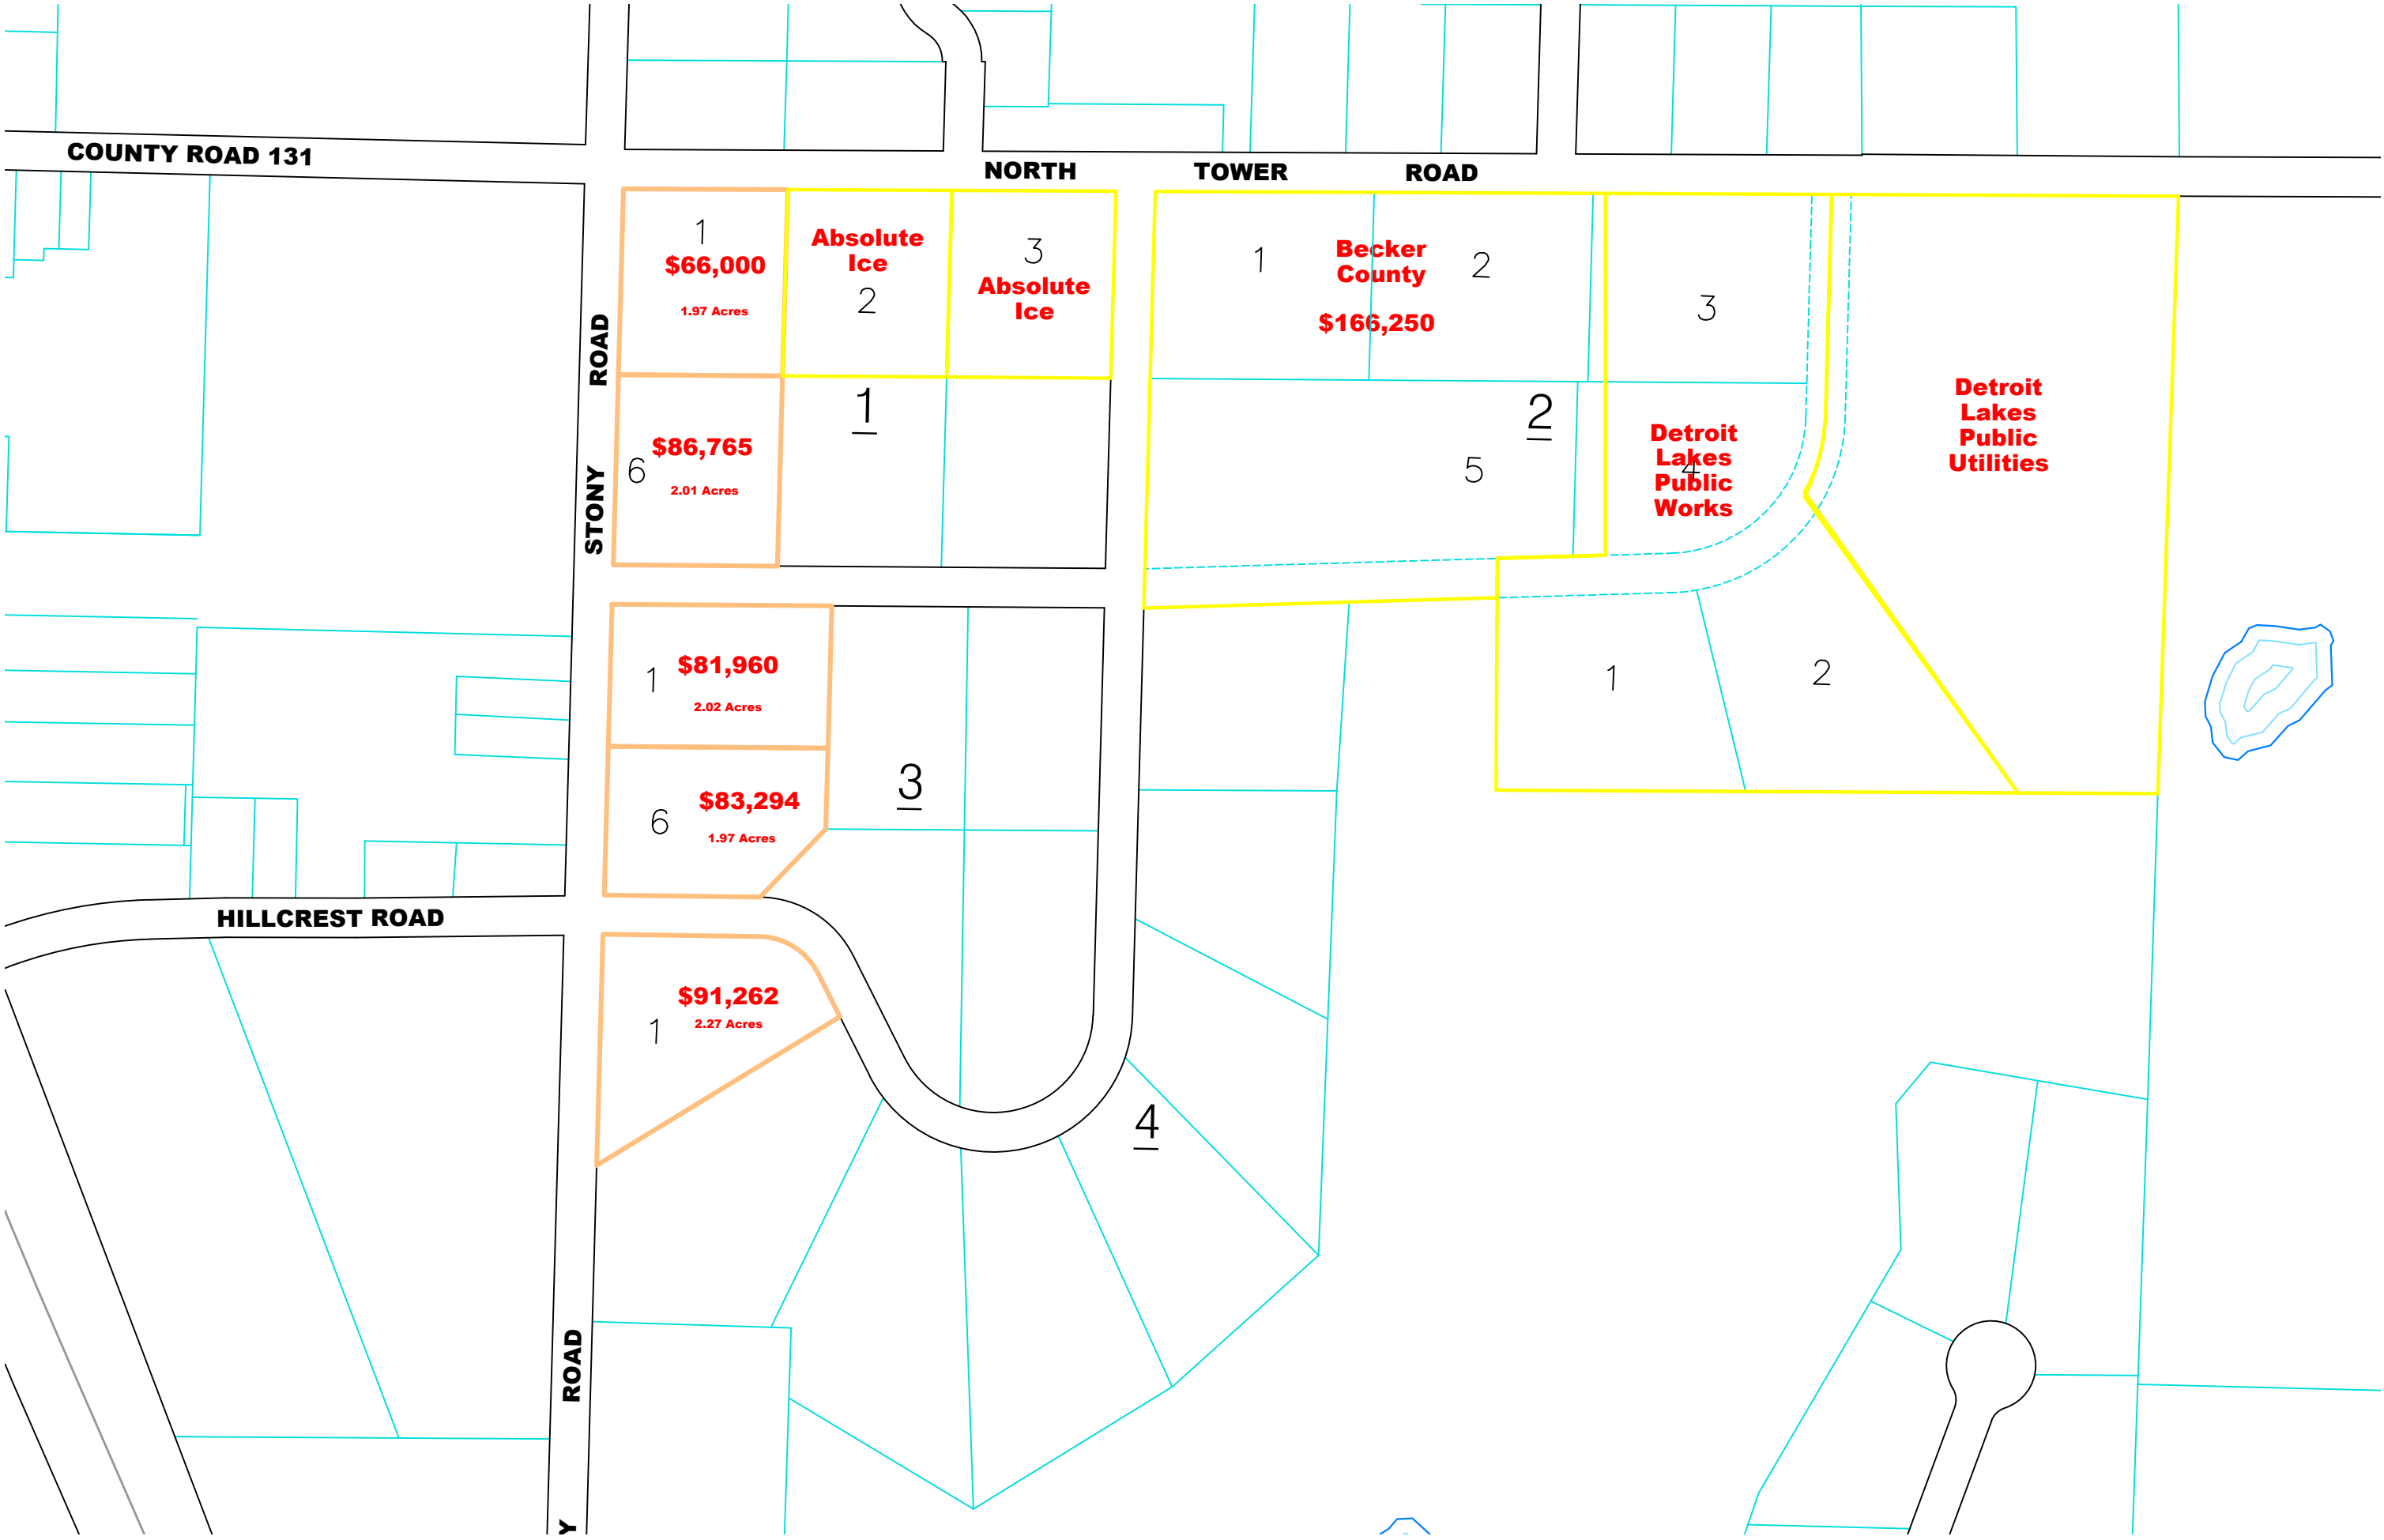 COUNTY ROAD 131
NORTH TOWER ROAD
1
$66,000
1.97 Acres
Absolute
Ice
2
3
Absolute
Ice
1
Becker
County
$166,250
2
3
ROAD
STONY
6
$86,765
2.01 Acres
1
5
2
Detroit
Lakes
4
Public
Works
Detroit
Lakes
Public
Utilities
1
$81,960
2.02 Acres
1
2
6
$83,294
1.97 Acres
3
HILLCREST ROAD
1
$91,262
2.27 Acres
4
ROAD
Y